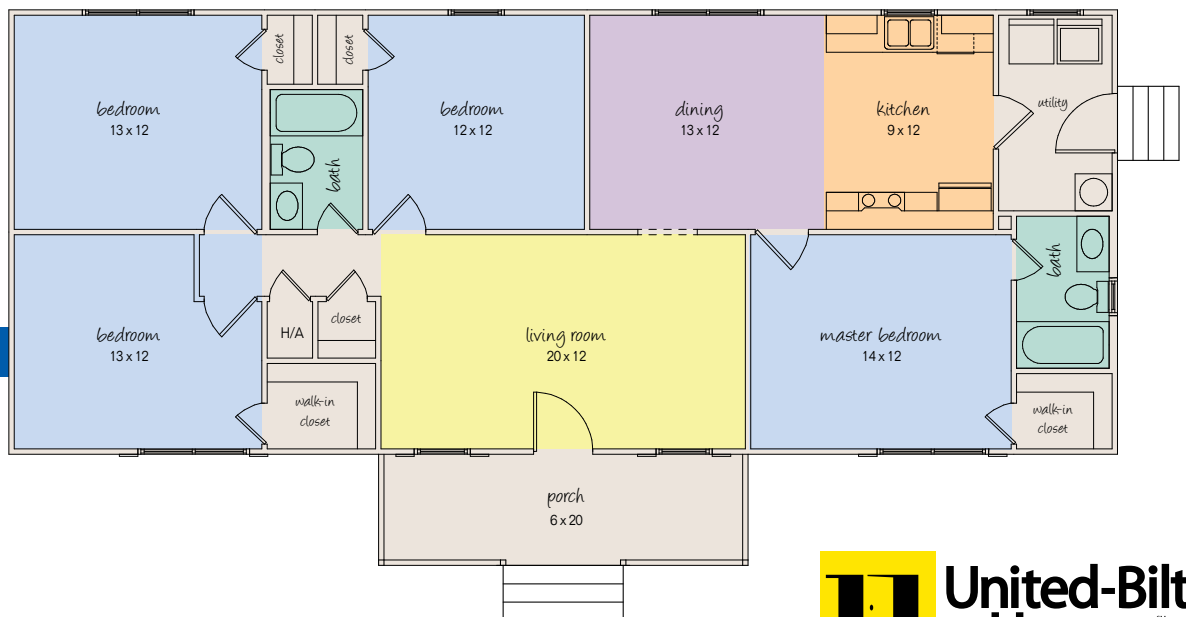 closet
closet
bedroom
13 x 12
bedroom
12 x 12
dining
13 x 12
kitchen
9 x 12
utility
bath
bath
bedroom
13 x 12
H/A
closet
living room
20 x 12
master bedroom
14 x 12
walk-in
closet
walk-in
closet
porch
6 x 20
United-Bilt